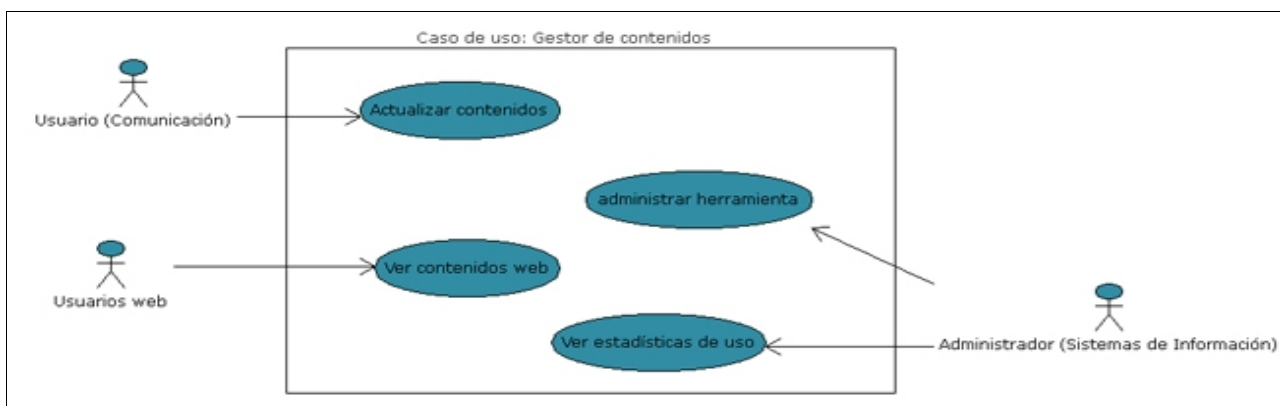 Caso de uso: Gestor de contenidos
Actualizar contenidos
Usuario (Comunicación)
administrar herramienta
Ver contenidos web
Usuarios web
Ver estadísticas de uso
Administrador (Sistemas de Información)